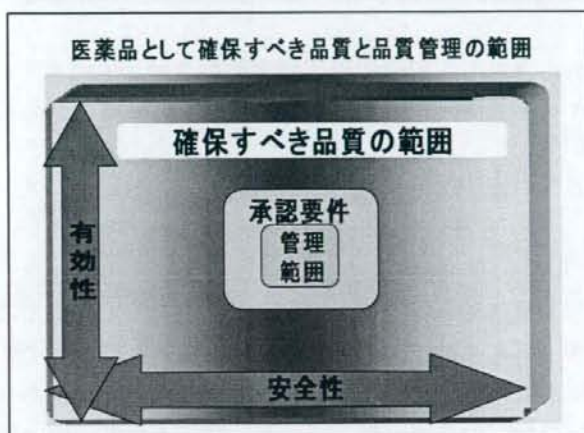 医薬品として確保すべき品質と品質管理の範囲
確保すべき品質の範囲
承認要件
管理
範囲
有効性
安全性